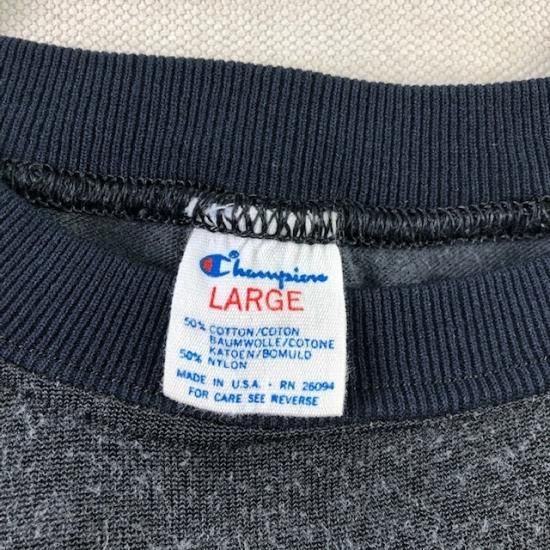 Champion
LARGE
50% COTTON/COTON
BAUMWOLLE/COTONE
KATOEN/BOMULD
50% NYLON
MADE IN U.S.A. · RN 26094
FOR CARE SEE REVERSE